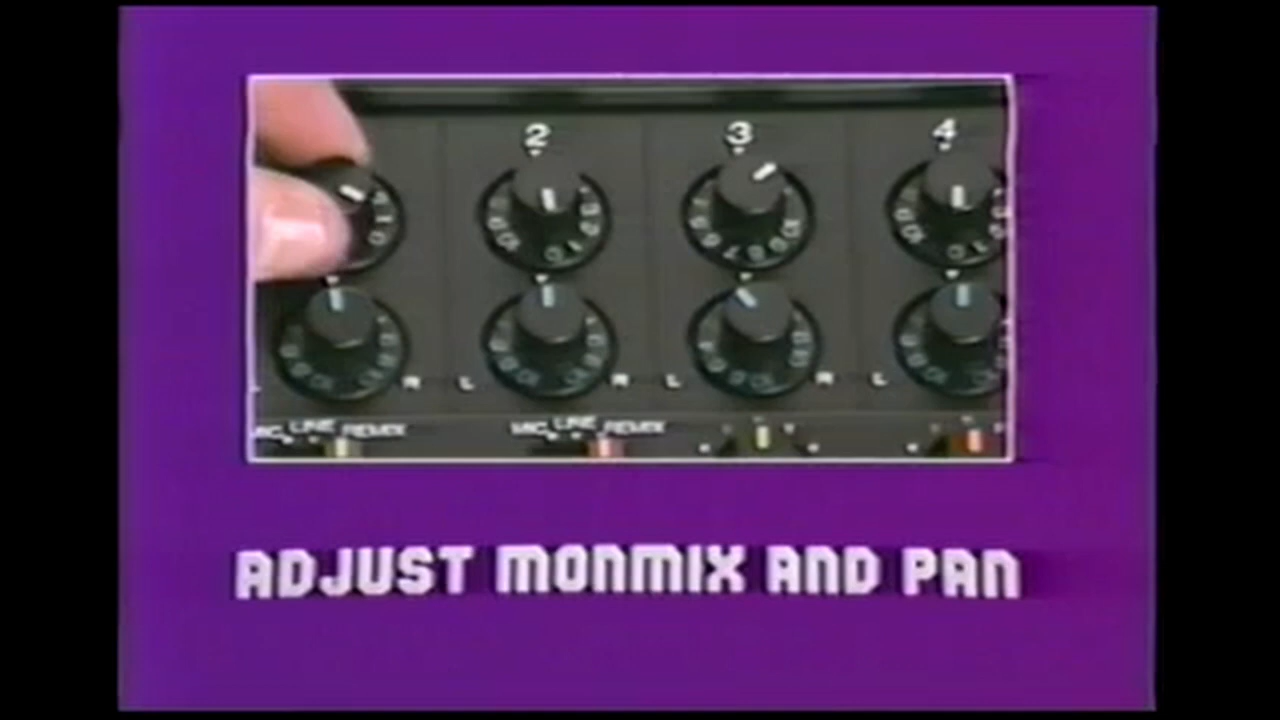 2 3 4
L R L R L R L
MIC LINE REMIX MIC LINE REMIX
ADJUST MONMIX AND PAN